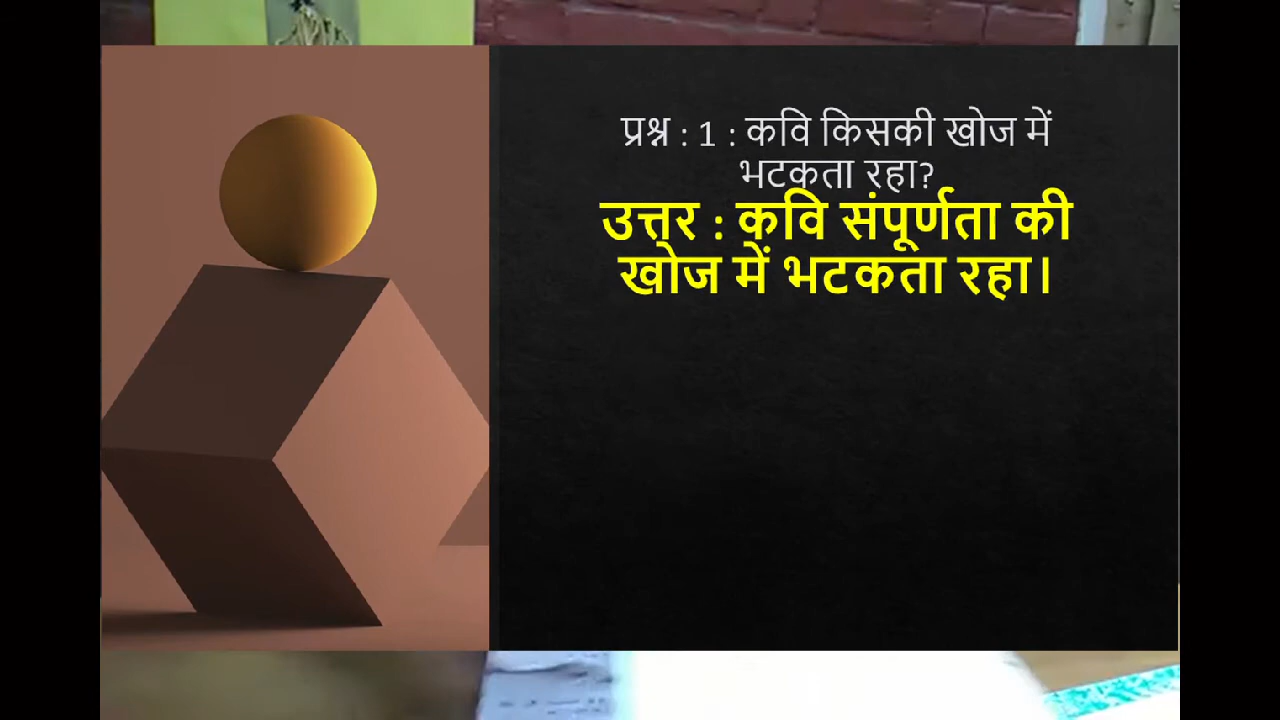 प्रश्न : 1 : कवि किसकी खोज में
भटकता रहा?
उत्तर : कवि संपूर्णता की
खोज में भटकता रहा।